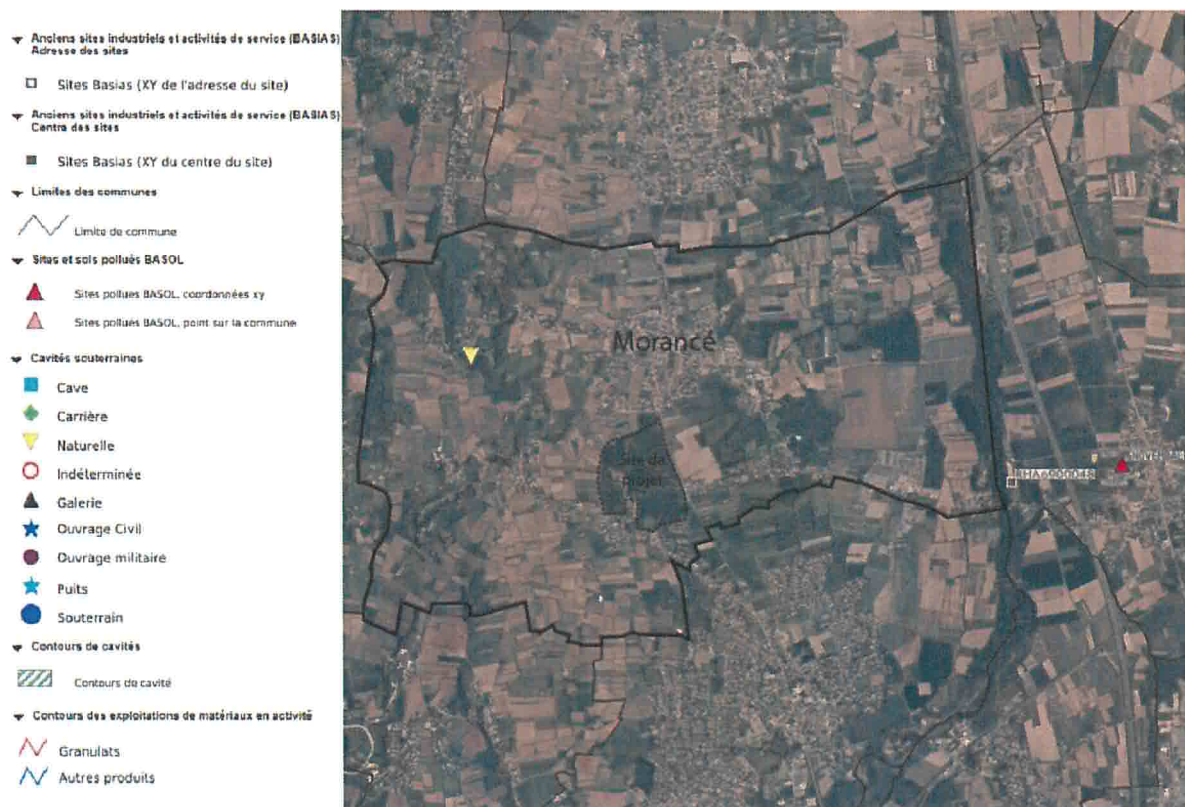 Anciens sites industriels et activités de service (BASIAS)
Adresse des sites
Sites Basias (XY de l'adresse du site)
Anciens sites industriels et activités de service (BASIAS)
Centre des sites
Sites Basias (XY du centre du site)
Limites des communes
Limite de commune
Sites et sols pollués BASOL
Sites pollués BASOL, coordonnées xy
Sites pollués BASOL, point sur la commune
Cavités souterraines
Cave
Carrière
Naturelle
Indéterminée
Galerie
Ouvrage Civil
Ouvrage militaire
Puits
Souterrain
Contours de cavités
Contours de cavité
Contours des exploitations de matériaux en activité
Granulats
Autres produits
Morancé
Site de
projet